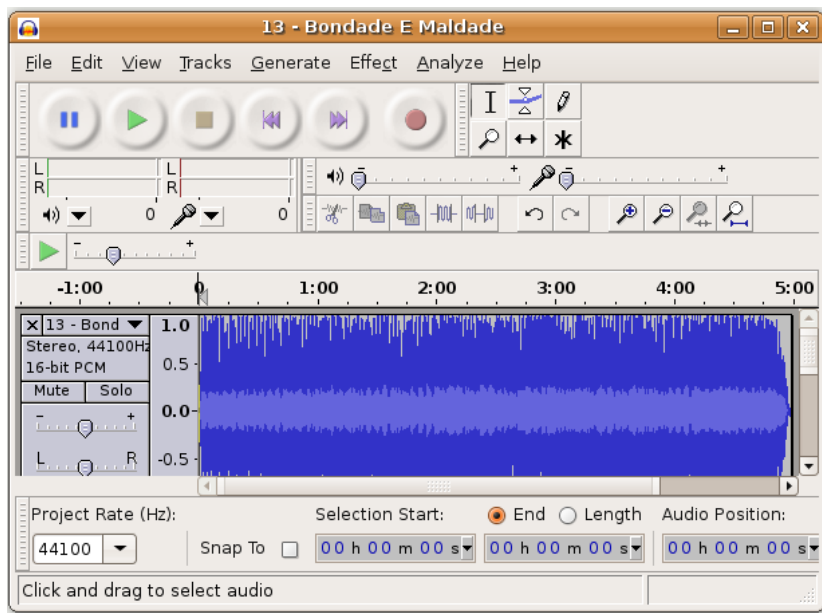 13 - Bondade E Maldade
File Edit View Tracks Generate Effect Analyze Help
L L
R R
- + - +
0 0
- +
-1:00 0 1:00 2:00 3:00 4:00 5:00
13 - Bond 1.0
Stereo, 44100Hz
16-bit PCM 0.5
Mute Solo
- + 0.0
L R -0.5
Project Rate (Hz): Selection Start: End Length Audio Position:
44100 Snap To 00 h 00 m 00 s 00 h 00 m 00 s 00 h 00 m 00 s
Click and drag to select audio